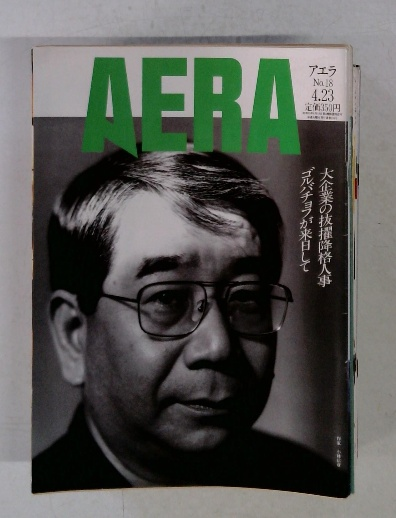 AERA
アエラ
No.18
4.23
定価350円
大企業の抜擢降格人事
ゴルバチョフが来日して